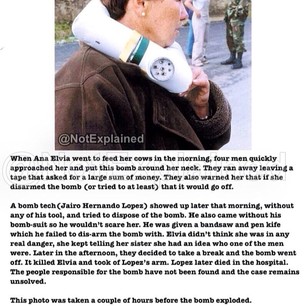 @NotExplained
When Ana Elvia went to feed her cows in the morning, four men quickly
approached her and put this bomb around her neck. They ran away leaving a
tape that asked for a large sum of money. They also warned her that if she
disarmed the bomb (or tried to at least) that it would go off.
A bomb tech(Jairo Hernando Lopez) showed up later that morning, without
any of his tool, and tried to dispose of the bomb. He also came without his
bomb-suit so he wouldn't scare her. He was given a bandsaw and pen kife
which he failed to dis-arm the bomb with. Elvia didn't think she was in any
real danger, she kept telling her sister she had an idea who one of the men
were. Later in the afternoon, they decided to take a break and the bomb went
off. It killed Elvia and took of Lopes's arm. Lopes later died in the hospital.
The people responsible for the bomb have not been found and the case remains
unsolved.
This photo was taken a couple of hours before the bomb exploded.